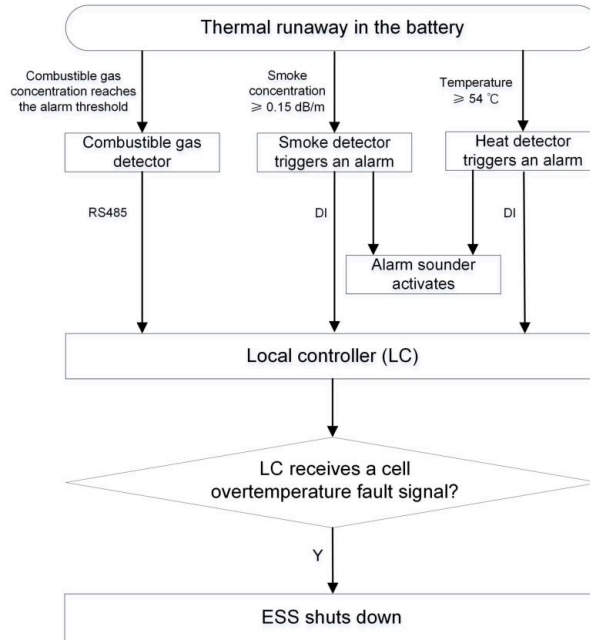 Thermal runaway in the battery
Combustible gas
concentration reaches
the alarm threshold
Smoke
concentration
≥ 0.15 dB/m
Temperature
≥ 54 ℃
Combustible gas
detector
Smoke detector
triggers an alarm
Heat detector
triggers an alarm
RS485
DI
DI
Alarm sounder
activates
Local controller (LC)
LC receives a cell
overtemperature fault signal?
Y
ESS shuts down